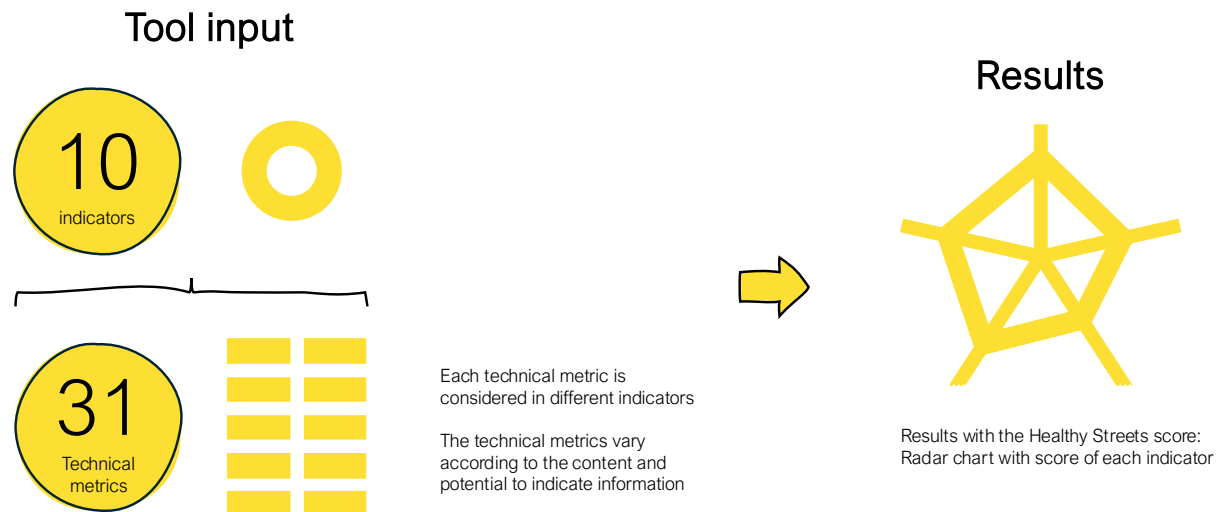 Tool input
10
indicators
31
Technical
metrics
Each technical metric is
considered in different indicators
The technical metrics vary
according to the content and
potential to indicate information
Results
Results with the Healthy Streets score:
Radar chart with score of each indicator